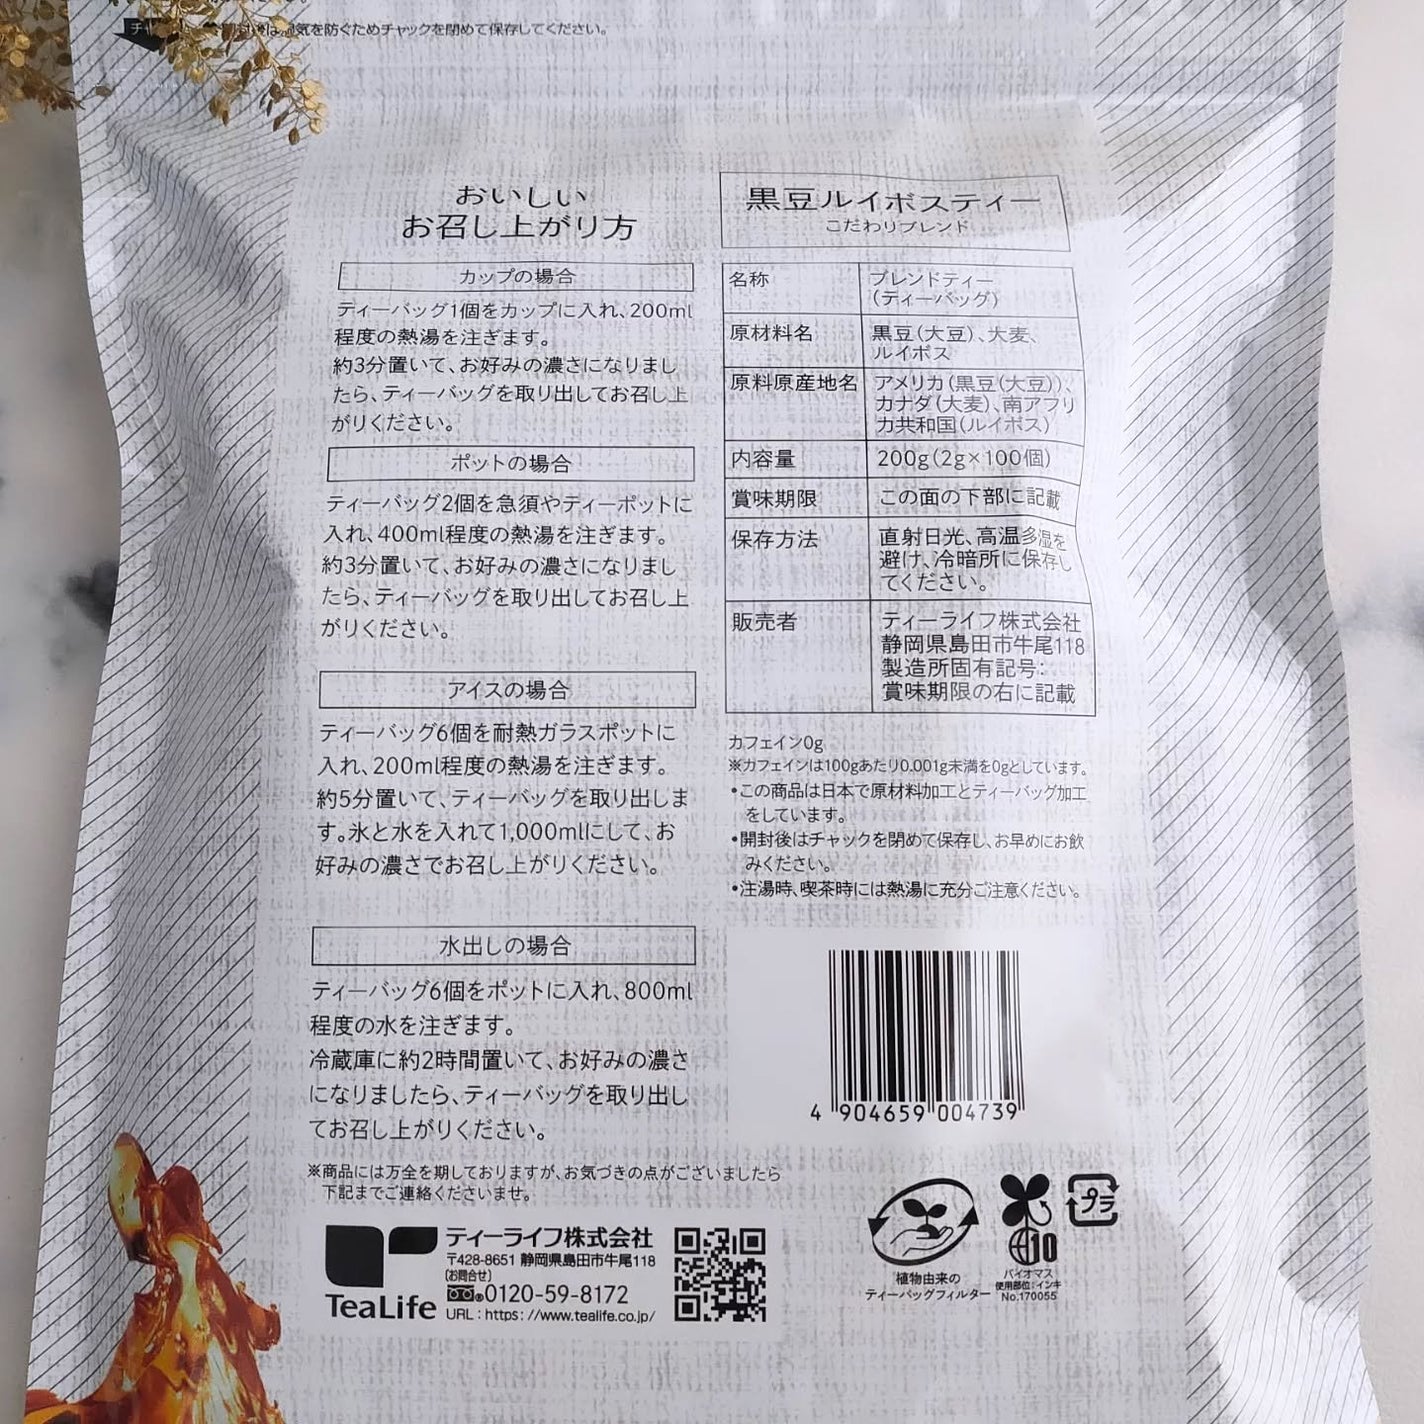 気を防ぐためチャックを閉めて保存してください。
おいしい
お召し上がり方
カップの場合
ティーバッグ1個をカップに入れ、200ml
程度の熱湯を注ぎます。
約3分置いて、お好みの濃さになりまし
たら、ティーバッグを取り出してお召し上
がりください。
ポットの場合
ティーバッグ2個を急須やティーポットに
入れ、400ml程度の熱湯を注ぎます。
約3分置いて、お好みの濃さになりまし
たら、ティーバッグを取り出してお召し上
がりください。
アイスの場合
ティーバッグ6個を耐熱ガラスポットに
入れ、200ml程度の熱湯を注ぎます。
約5分置いて、ティーバッグを取り出しま
す。氷と水を入れて1,000mlにして、お
好みの濃さでお召し上がりください。
水出しの場合
ティーバッグ6個をポットに入れ、800ml
程度の水を注ぎます。
冷蔵庫に約2時間置いて、お好みの濃さ
になりましたら、ティーバッグを取り出し
てお召し上がりください。
※商品には万全を期しておりますが、お気づきの点がございましたら
下記までご連絡くださいませ。
TeaLife
ティーライフ株式会社
〒428-8651 静岡県島田市牛尾118
[お問合せ]
0120-59-8172
URL：https://www.tealife.co.jp/
黒豆ルイボスティー
こだわりブレンド
名称 ブレンドティー
(ティーバッグ)
原材料名 黒豆(大豆)、大麦、
ルイボス
原料原産地名 アメリカ(黒豆(大豆))、
カナダ(大麦)、南アフリ
カ共和国(ルイボス)
内容量 200g(2g×100個)
賞味期限 この面の下部に記載
保存方法 直射日光、高温多湿を
避け、冷暗所に保存し
てください。
販売者 ティーライフ株式会社
静岡県島田市牛尾118
製造所固有記号：
賞味期限の右に記載
カフェイン0g
※カフェインは100gあたり0.001g未満を0gとしています。
•この商品は日本で原材料加工とティーバッグ加工
をしています。
•開封後はチャックを閉めて保存し、お早めにお飲
みください。
•注湯時、喫茶時には熱湯に充分ご注意ください。
4 904659 004739
植物由来の
ティーバッグフィルター
10
バイオマス
使用部位：インキ
No.170055
プラ